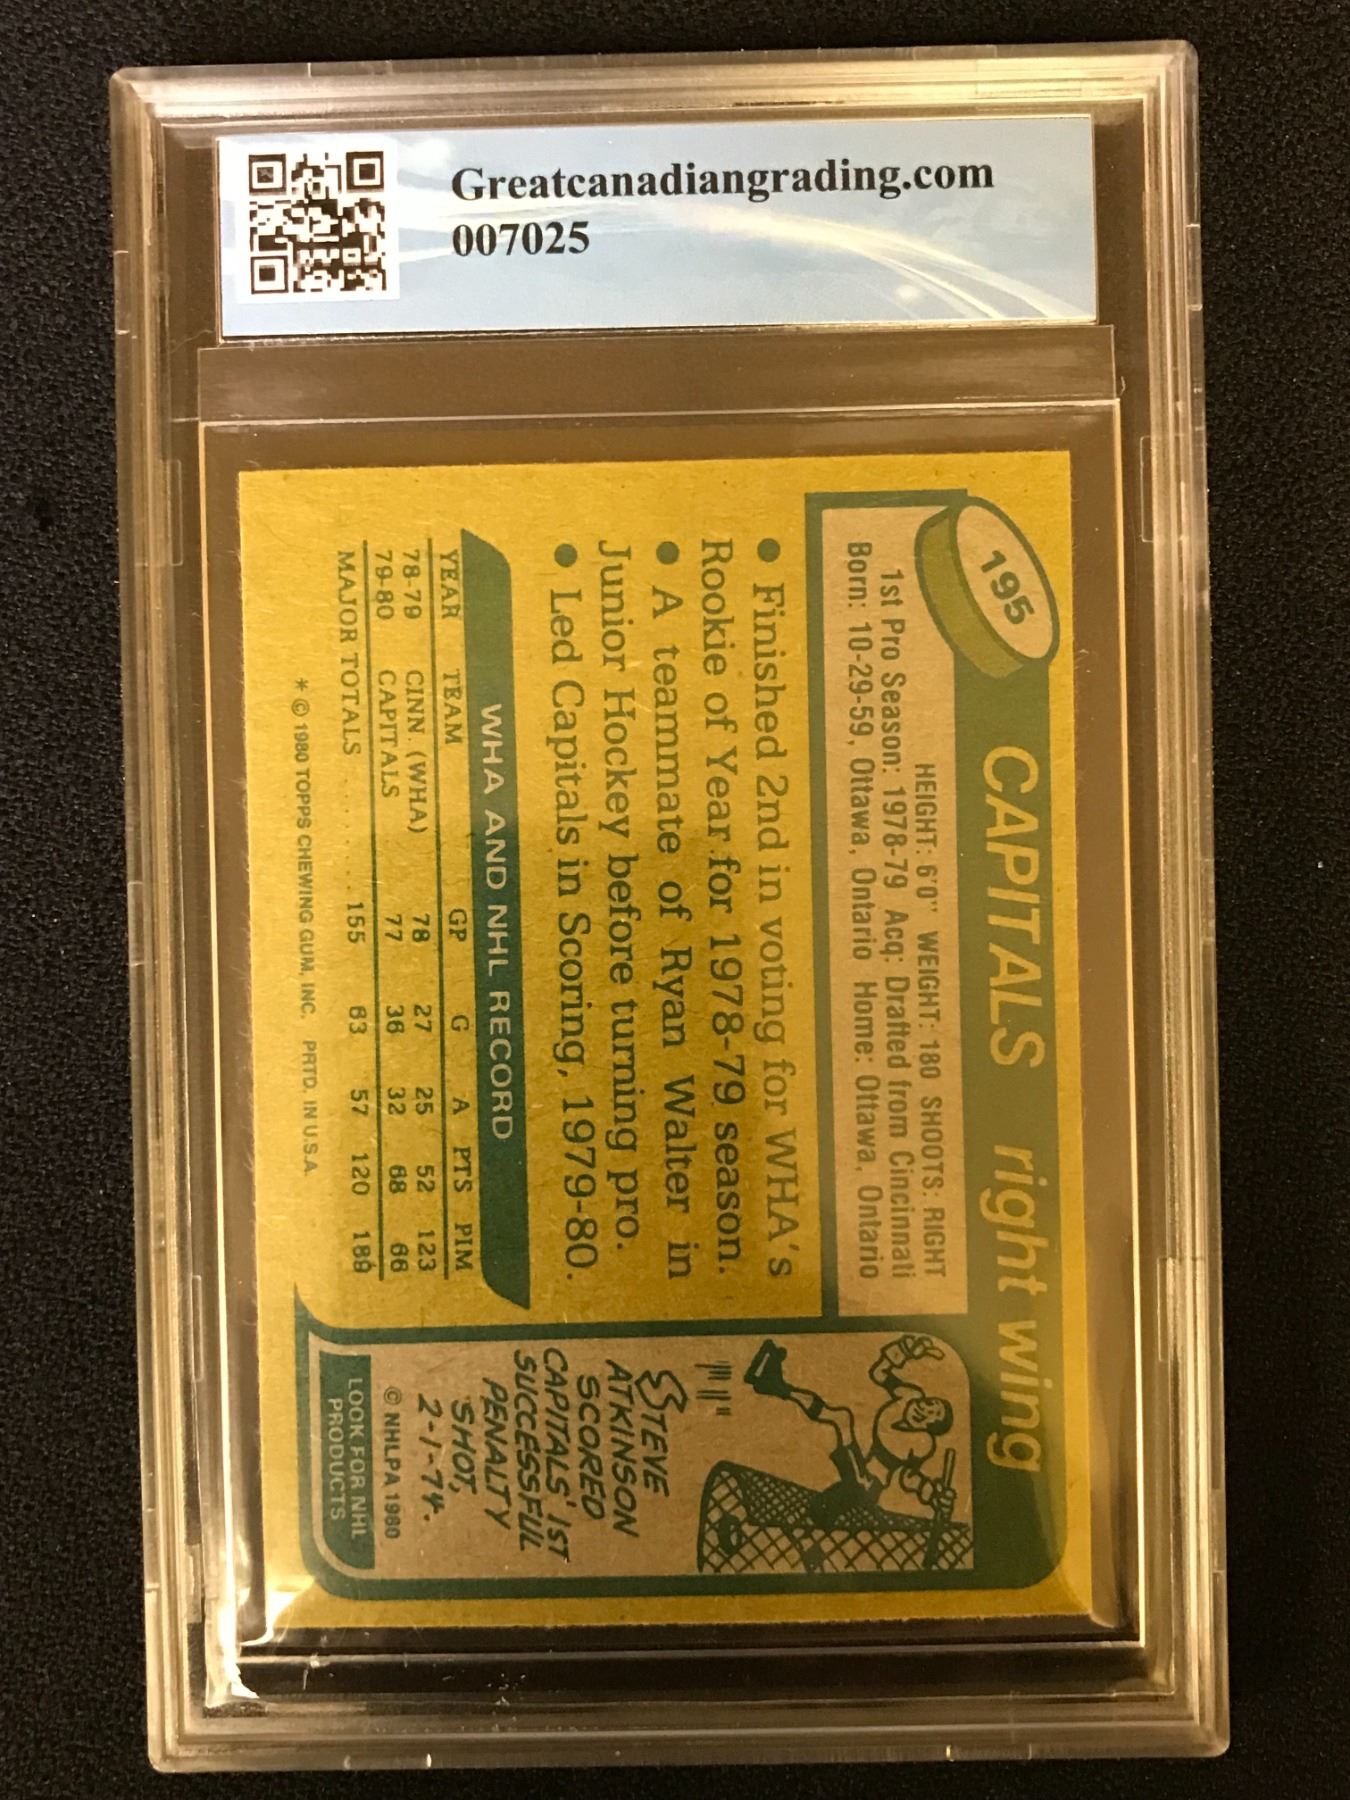 Greatcanadiangrading.com
007025
195
CAPITALS right wing
HEIGHT: 6'0" WEIGHT: 180 SHOOTS: RIGHT
1st Pro Season: 1978-79 Acq: Drafted from Cincinnati
Born: 10-29-59, Ottawa, Ontario Home: Ottawa, Ontario
● Finished 2nd in voting for WHA's
Rookie of Year for 1978-79 season.
● A teammate of Ryan Walter in
Junior Hockey before turning pro.
● Led Capitals in Scoring, 1979-80.
WHA AND NHL RECORD
YEAR TEAM GP G A PTS PIM
78-79 CINN. (WHA) 78 27 25 52 123
79-80 CAPITALS 77 36 32 68 66
MAJOR TOTALS ........ 155 63 57 120 189
* © 1980 TOPPS CHEWING GUM, INC. PRTD. IN U.S.A.
STEVE
ATKINSON
SCORED
CAPITALS' 1ST
SUCCESSFUL
PENALTY
SHOT,
2-1-74.
© NHLPA 1980
LOOK FOR NHL
PRODUCTS